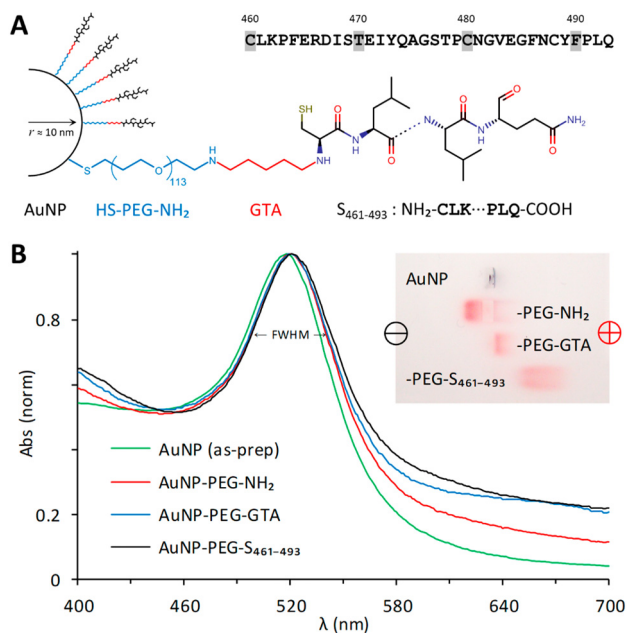 A
460 470 480 490
CLKPFERDISTEIYQAGSTPCNGVEGFNCYFPLQ
r ≈ 10 nm
SH O H N O N H O NH₂
S O 113 H N N H N O O
AuNP HS-PEG-NH₂ GTA S₄₆₁₋₄₉₃ : NH₂-CLK···PLQ-COOH
B
AuNP
-PEG-NH₂
-PEG-GTA
-PEG-S₄₆₁₋₄₉₃
⊖ ⊕
← FWHM →
AuNP (as-prep)
AuNP-PEG-NH₂
AuNP-PEG-GTA
AuNP-PEG-S₄₆₁₋₄₉₃
Abs (norm)
0.8
0.2
0
400 460 520 580 640 700
λ (nm)